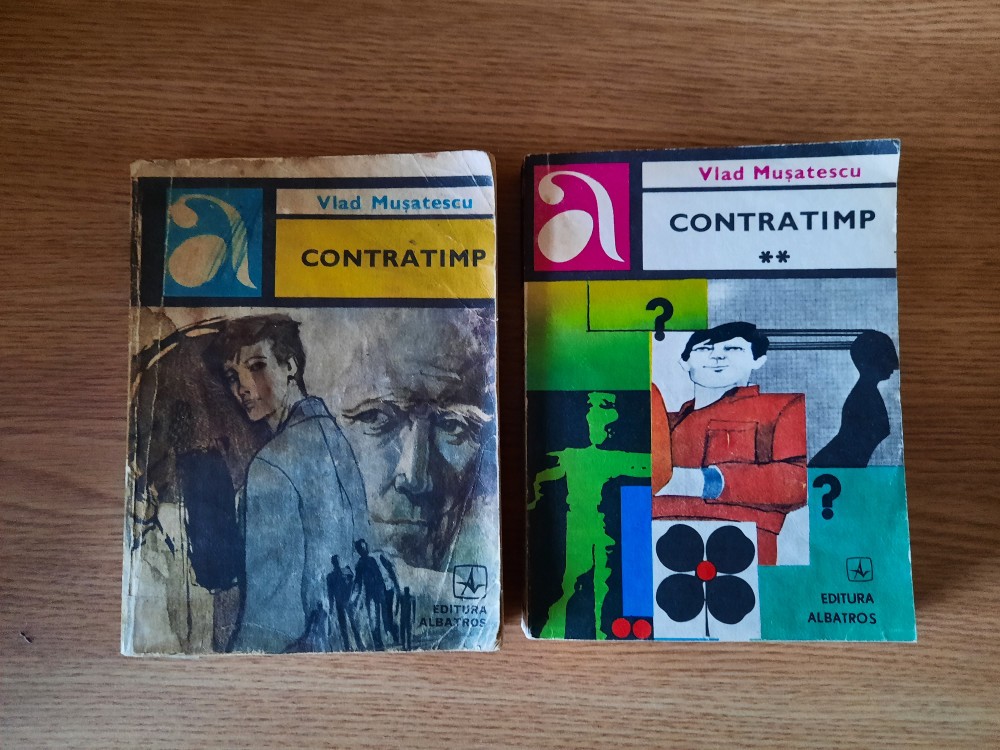 a
Vlad Mușatescu
CONTRATIMP
EDITURA
ALBATROS
a
Vlad Mușatescu
CONTRATIMP
**
?
?
EDITURA
ALBATROS